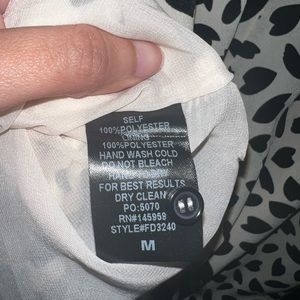 SELF
100%POLYESTER
LINING
100%POLYESTER
HAND WASH COLD
DO NOT BLEACH
HANG TO DRY
FOR BEST RESULTS
DRY CLEAN
PO:5070
RN#145959
STYLE#FD3240
M